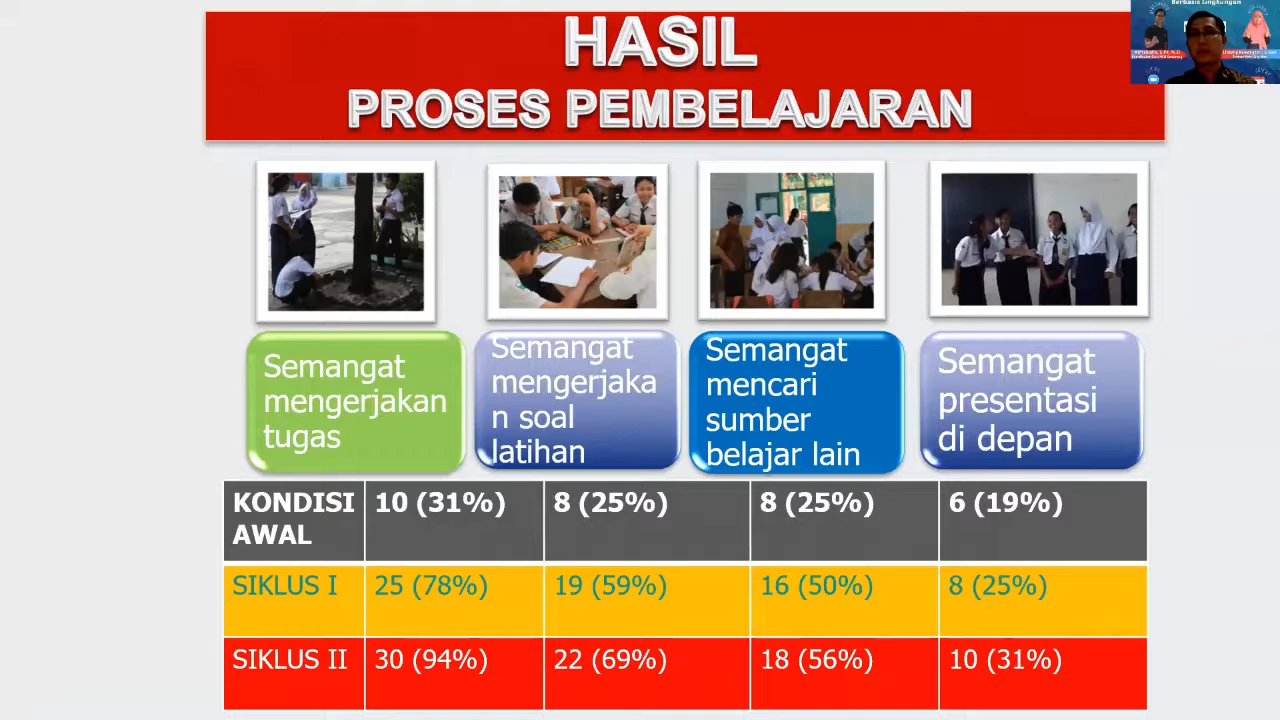 HASIL
PROSES PEMBELAJARAN
Berbasis Lingkungan
Semangat
mengerjakan
tugas
Semangat
mengerjaka
n soal
latihan
Semangat
mencari
sumber
belajar lain
Semangat
presentasi
di depan
KONDISI AWAL 10 (31%) 8 (25%) 8 (25%) 6 (19%)
SIKLUS I 25 (78%) 19 (59%) 16 (50%) 8 (25%)
SIKLUS II 30 (94%) 22 (69%) 18 (56%) 10 (31%)